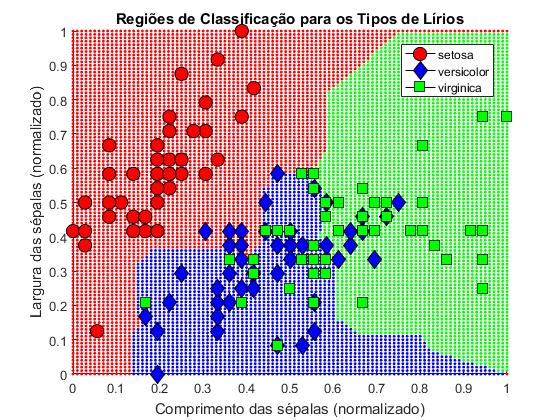 Regiões de Classificação para os Tipos de Lírios
setosa
versicolor
virginica
Largura das sépalas (normalizado)
1
0.9
0.8
0.7
0.6
0.5
0.4
0.3
0.2
0.1
0
0 0.1 0.2 0.3 0.4 0.5 0.6 0.7 0.8 0.9 1
Comprimento das sépalas (normalizado)